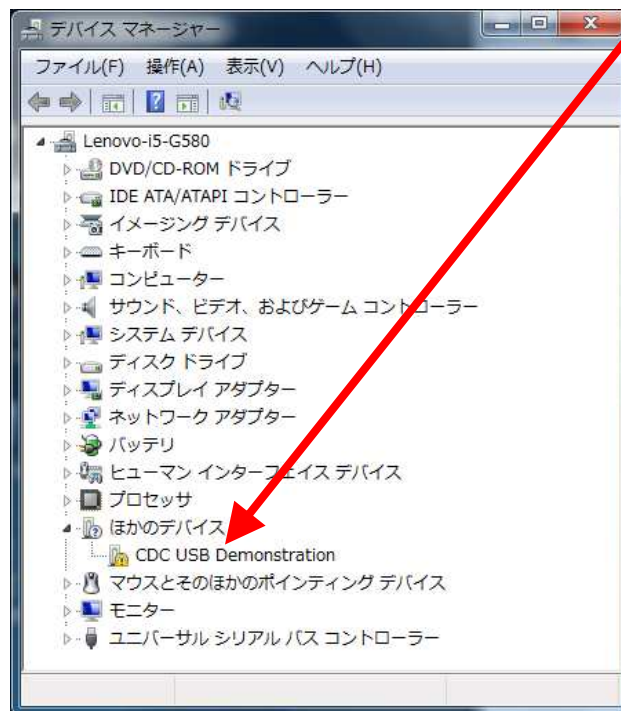 デバイス マネージャー
ファイル(F) 操作(A) 表示(V) ヘルプ(H)
Lenovo-i5-G580
DVD/CD-ROM ドライブ
IDE ATA/ATAPI コントローラー
イメージング デバイス
キーボード
コンピューター
サウンド、ビデオ、およびゲーム コントローラー
システム デバイス
ディスク ドライブ
ディスプレイ アダプター
ネットワーク アダプター
バッテリ
ヒューマン インターフェイス デバイス
プロセッサ
ほかのデバイス
CDC USB Demonstration
マウスとそのほかのポインティング デバイス
モニター
ユニバーサル シリアル バス コントローラー